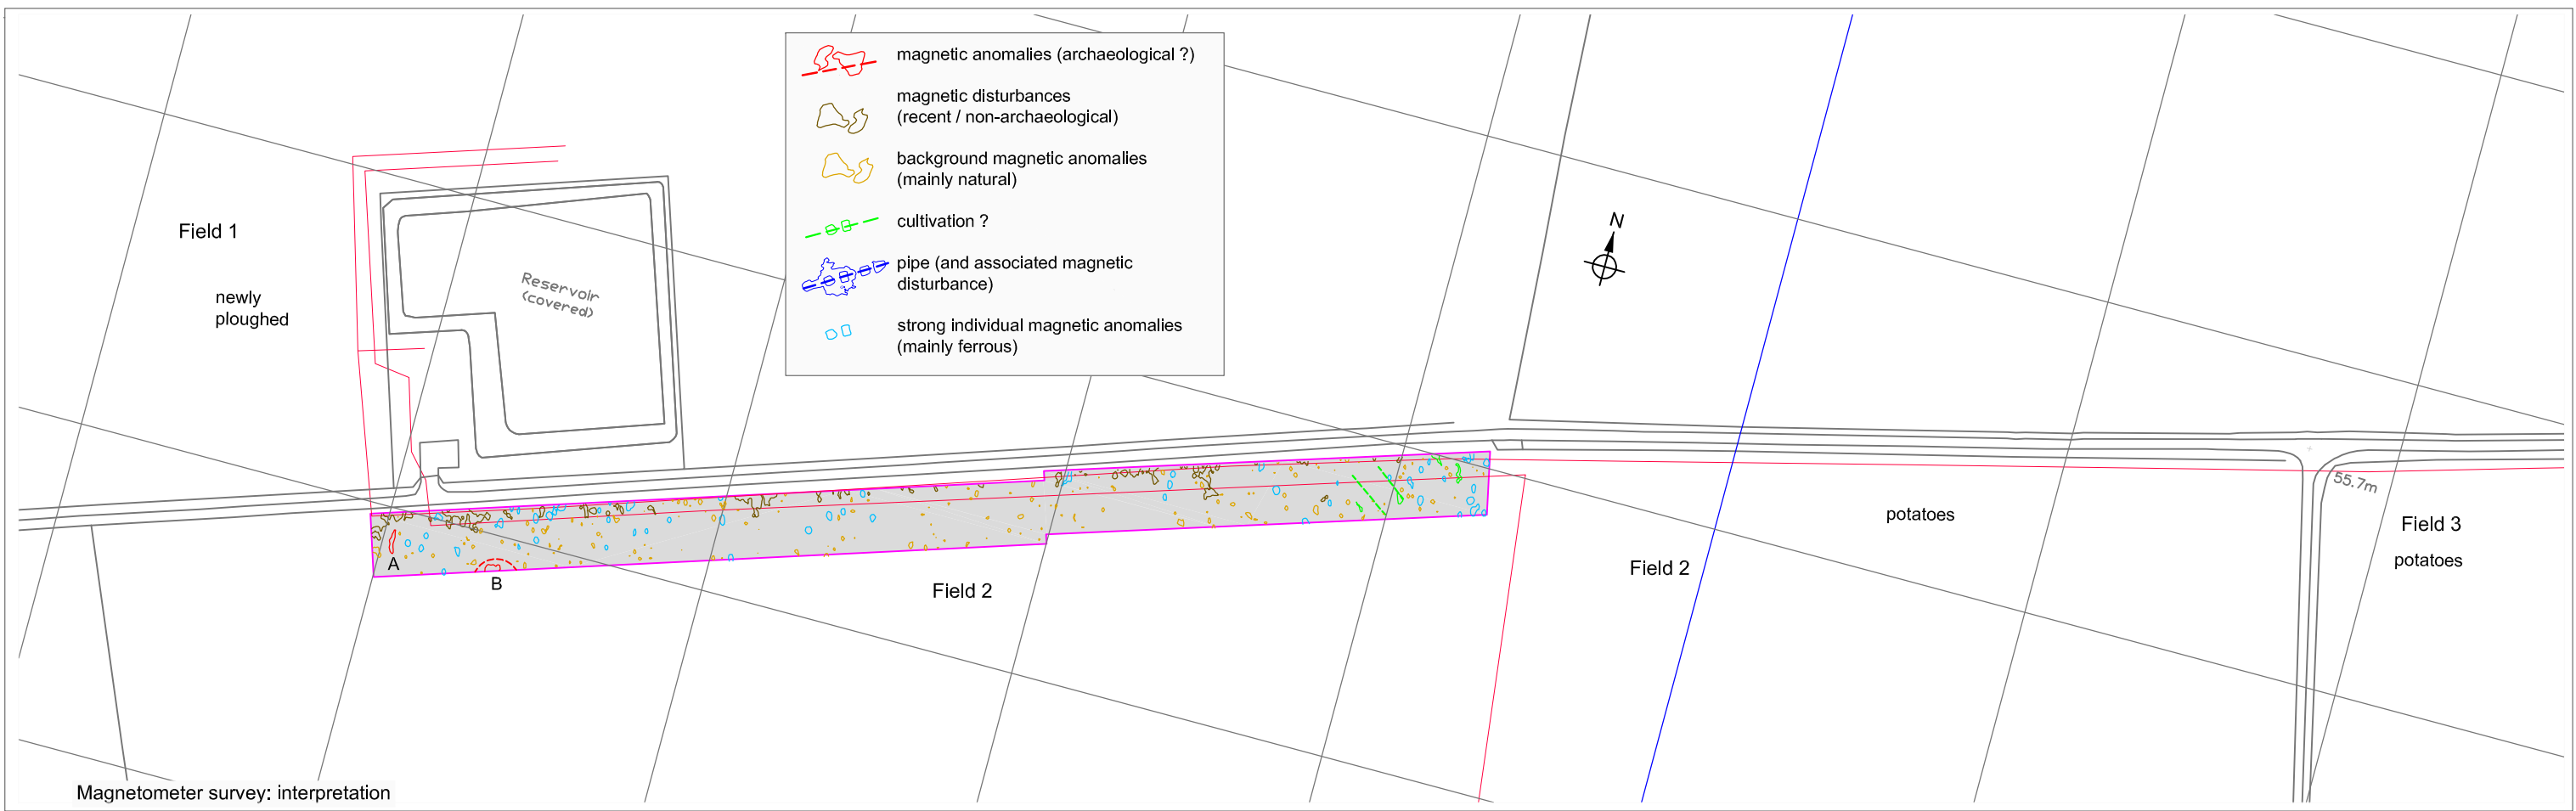 magnetic anomalies (archaeological ?)
magnetic disturbances
(recent / non-archaeological)
background magnetic anomalies
(mainly natural)
cultivation ?
pipe (and associated magnetic
disturbance)
strong individual magnetic anomalies
(mainly ferrous)
N
Field 1
newly
ploughed
Reservoir
(covered)
55.7m
potatoes
Field 3
potatoes
Field 2
A
B
Field 2
Magnetometer survey: interpretation